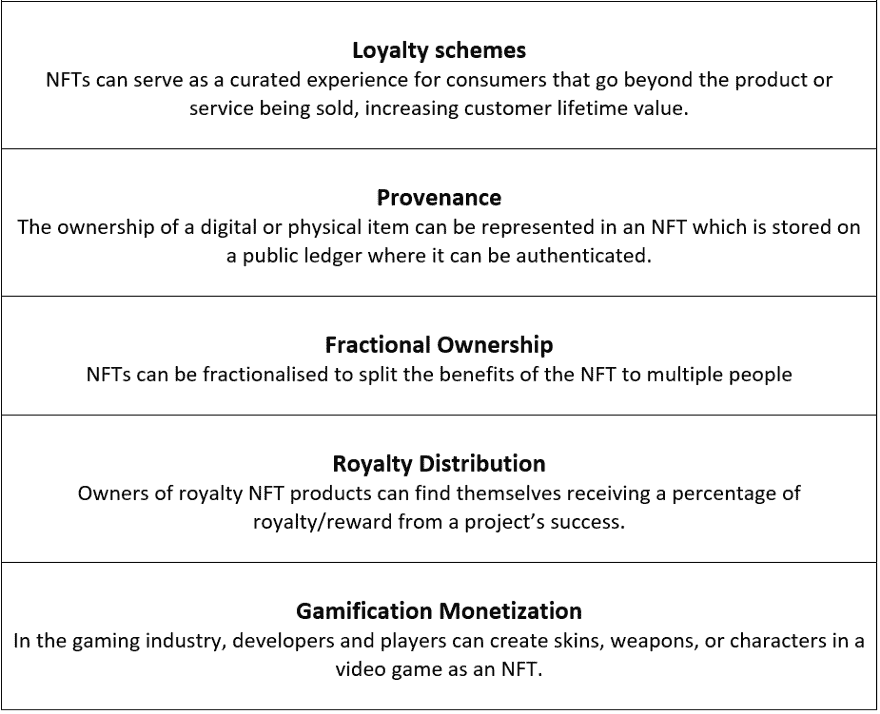 Loyalty schemes
NFTs can serve as a curated experience for consumers that go beyond the product or
service being sold, increasing customer lifetime value.
Provenance
The ownership of a digital or physical item can be represented in an NFT which is stored on
a public ledger where it can be authenticated.
Fractional Ownership
NFTs can be fractionalised to split the benefits of the NFT to multiple people
Royalty Distribution
Owners of royalty NFT products can find themselves receiving a percentage of
royalty/reward from a project’s success.
Gamification Monetization
In the gaming industry, developers and players can create skins, weapons, or characters in a
video game as an NFT.